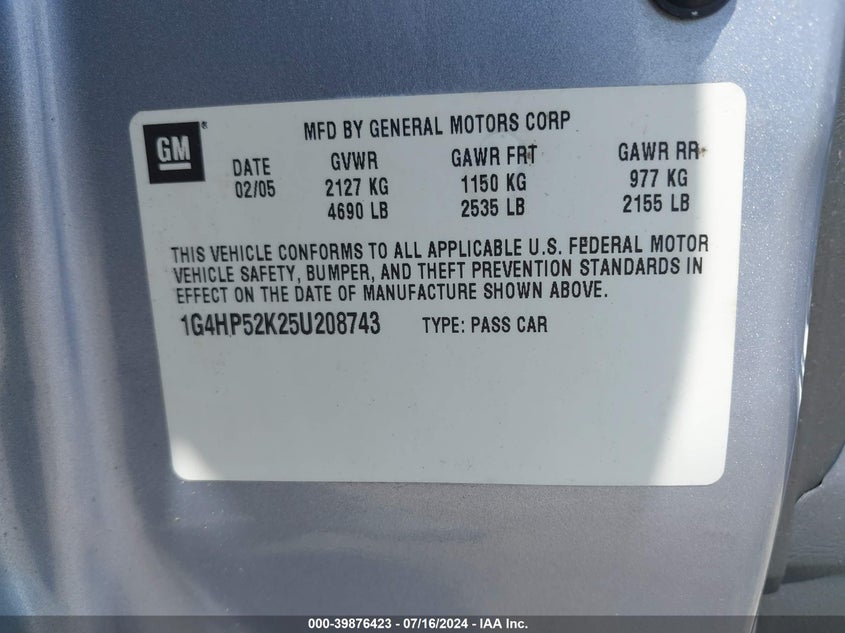 GM
MFD BY GENERAL MOTORS CORP
DATE GVWR GAWR FRT GAWR RR
02/05 2127 KG 1150 KG 977 KG
4690 LB 2535 LB 2155 LB
THIS VEHICLE CONFORMS TO ALL APPLICABLE U.S. FEDERAL MOTOR
VEHICLE SAFETY, BUMPER, AND THEFT PREVENTION STANDARDS IN
EFFECT ON THE DATE OF MANUFACTURE SHOWN ABOVE.
1G4HP52K25U208743 TYPE: PASS CAR
000-39876423 - 07/16/2024 - IAA Inc.